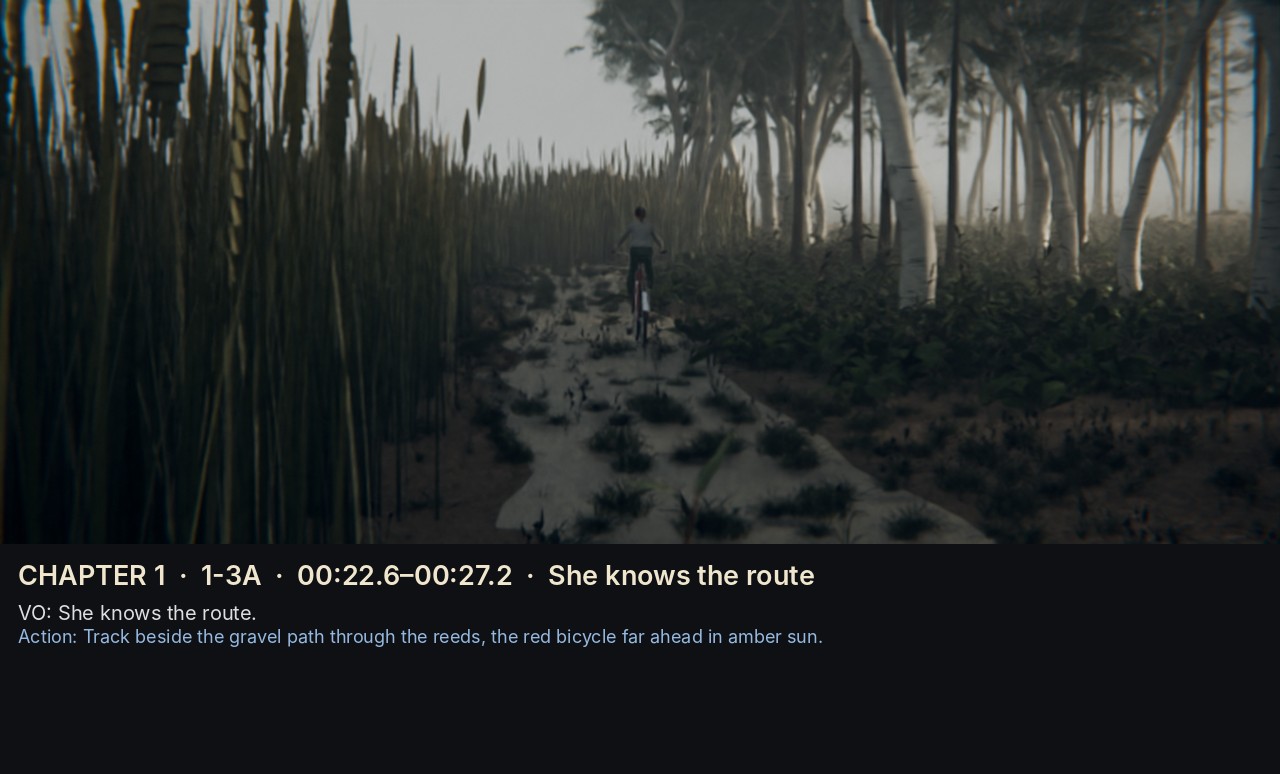 CHAPTER 1 · 1-3A · 00:22.6–00:27.2 · She knows the route
VO: She knows the route.
Action: Track beside the gravel path through the reeds, the red bicycle far ahead in amber sun.